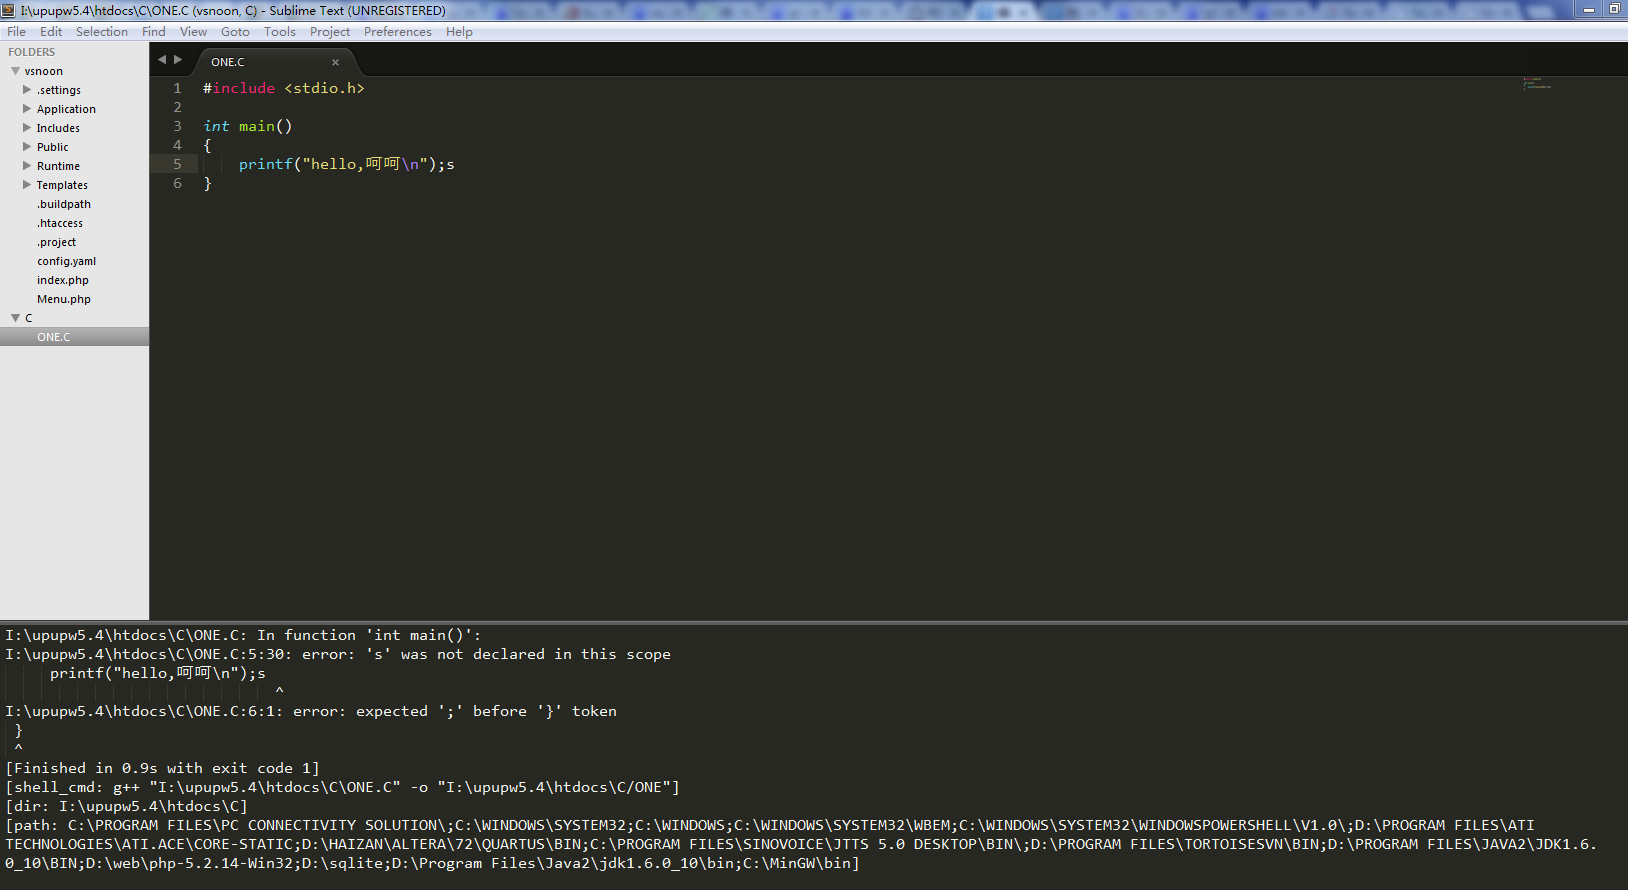 I:\upupw5.4\htdocs\C\ONE.C (vsnoon, C) - Sublime Text (UNREGISTERED)
File Edit Selection Find View Goto Tools Project Preferences Help
FOLDERS
vsnoon
.settings
Application
Includes
Public
Runtime
Templates
.buildpath
.htaccess
.project
config.yaml
index.php
Menu.php
C
ONE.C
ONE.C ×
1 #include <stdio.h>
2
3 int main()
4 {
5 printf("hello,呵呵\n");s
6 }
I:\upupw5.4\htdocs\C\ONE.C: In function 'int main()':
I:\upupw5.4\htdocs\C\ONE.C:5:30: error: 's' was not declared in this scope
printf("hello,呵呵\n");s
^
I:\upupw5.4\htdocs\C\ONE.C:6:1: error: expected ';' before '}' token
}
^
[Finished in 0.9s with exit code 1]
[shell_cmd: g++ "I:\upupw5.4\htdocs\C\ONE.C" -o "I:\upupw5.4\htdocs\C/ONE"]
[dir: I:\upupw5.4\htdocs\C]
[path: C:\PROGRAM FILES\PC CONNECTIVITY SOLUTION\;C:\WINDOWS\SYSTEM32;C:\WINDOWS;C:\WINDOWS\SYSTEM32\WBEM;C:\WINDOWS\SYSTEM32\WINDOWSPOWERSHELL\V1.0\;D:\PROGRAM FILES\ATI
TECHNOLOGIES\ATI.ACE\CORE-STATIC;D:\HAIZAN\ALTERA\72\QUARTUS\BIN;C:\PROGRAM FILES\SINOVOICE\JTTS 5.0 DESKTOP\BIN\;D:\PROGRAM FILES\TORTOISESVN\BIN;D:\PROGRAM FILES\JAVA2\JDK1.6.
0_10\BIN;D:\web\php-5.2.14-Win32;D:\sqlite;D:\Program Files\Java2\jdk1.6.0_10\bin;C:\MinGW\bin]